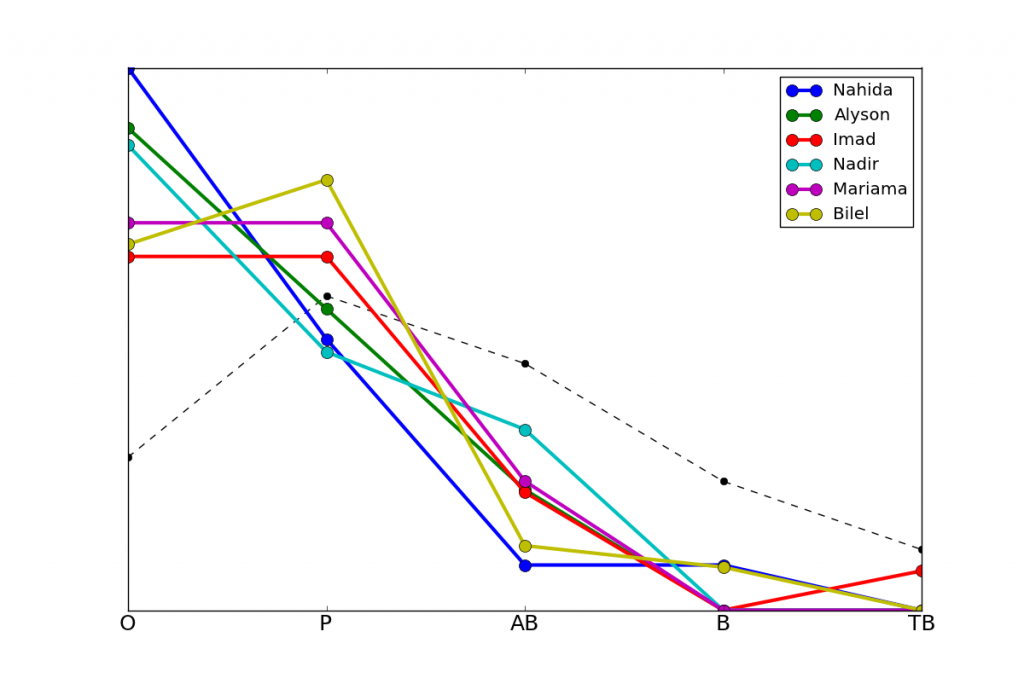 Nahida
Alyson
Imad
Nadir
Mariama
Bilel
O P AB B TB